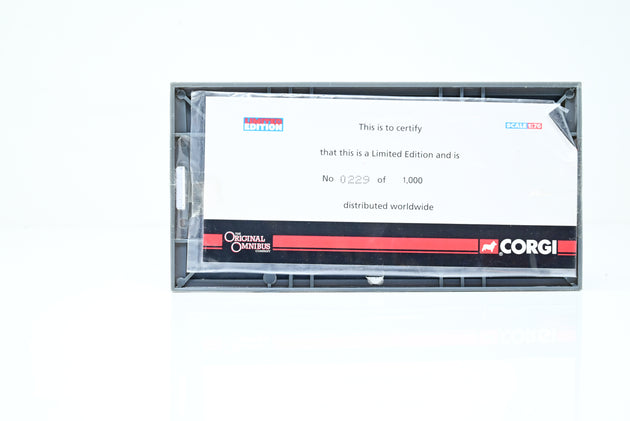 EDITION
SCALE 1:76
This is to certify
that this is a Limited Edition and is
No 0229 of 1,000
distributed worldwide
THE
ORIGINAL
OMNIBUS
COMPANY
CORGI